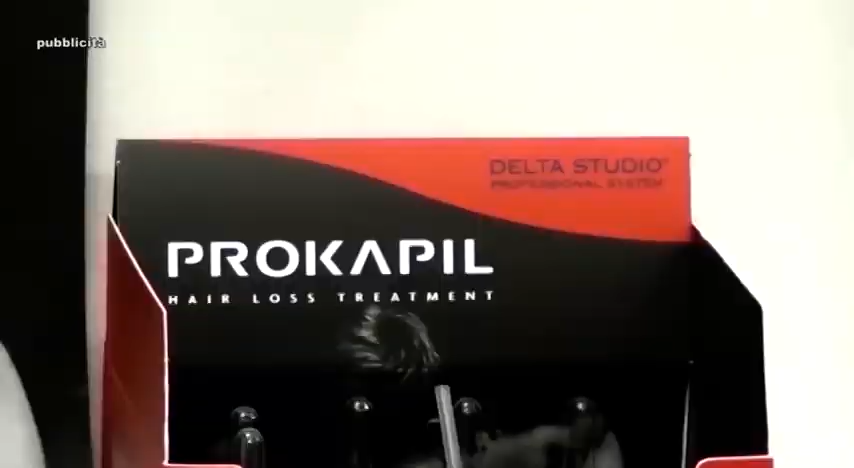 pubblicità
DELTA STUDIO
PROFESSIONAL SYSTEM
PROKAPIL
HAIR LOSS TREATMENT